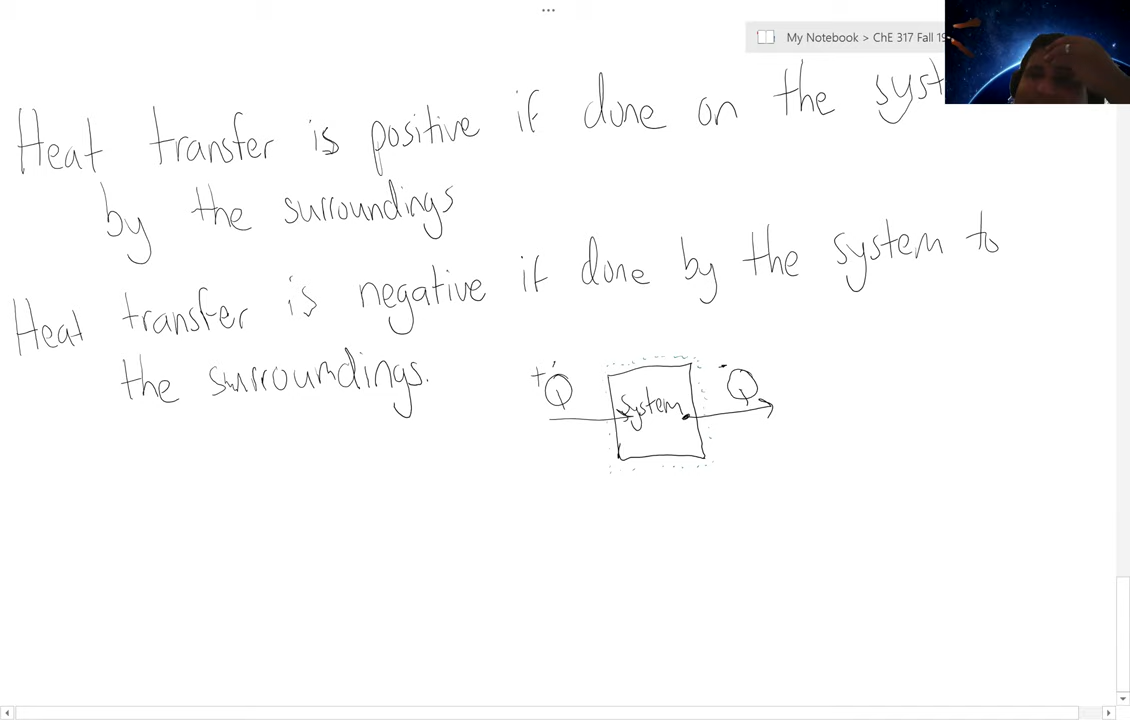 My Notebook > ChE 317 Fall 19
Heat transfer is positive if done on the syst
by the surroundings
Heat transfer is negative if done by the system to
the surroundings.
+Q̇ System -Q